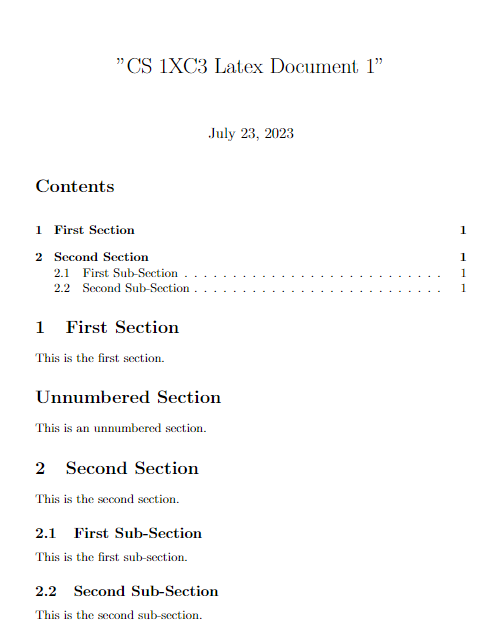 ”CS 1XC3 Latex Document 1”
July 23, 2023
Contents
1 First Section 1
2 Second Section 1
2.1 First Sub-Section . . . . . . . . . . . . . . . . . . . . . . . . . . . 1
2.2 Second Sub-Section . . . . . . . . . . . . . . . . . . . . . . . . . . 1
1 First Section
This is the first section.
Unnumbered Section
This is an unnumbered section.
2 Second Section
This is the second section.
2.1 First Sub-Section
This is the first sub-section.
2.2 Second Sub-Section
This is the second sub-section.